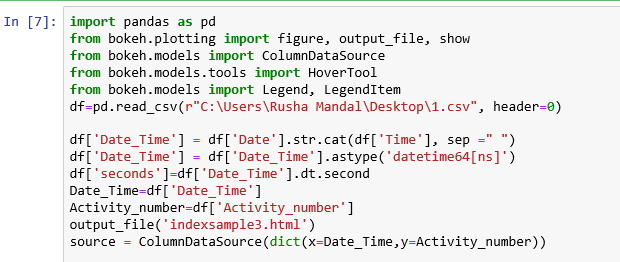 In [7]: import pandas as pd
from bokeh.plotting import figure, output_file, show
from bokeh.models import ColumnDataSource
from bokeh.models.tools import HoverTool
from bokeh.models import Legend, LegendItem
df=pd.read_csv(r"C:\Users\Rusha Mandal\Desktop\1.csv", header=0)
df['Date_Time'] = df['Date'].str.cat(df['Time'], sep =" ")
df['Date_Time'] = df['Date_Time'].astype('datetime64[ns]')
df['seconds']=df['Date_Time'].dt.second
Date_Time=df['Date_Time']
Activity_number=df['Activity_number']
output_file('indexsample3.html')
source = ColumnDataSource(dict(x=Date_Time,y=Activity_number))